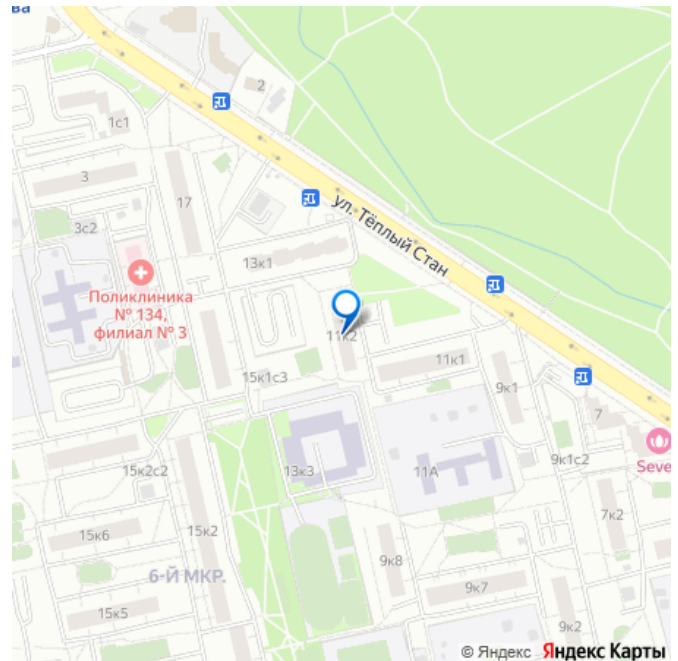 ва
2
1с1
3
17
ул. Тёплый Стан
3с2
13к1
Поликлиника
№ 134,
филиал № 3
11к2
11к1
15к1с3
9к1
7
Seve
13к3
11А
9к1с2
15к2с2
7к2
15к6
15к2
9к8
6-Й МКР.
9к7
15к5
9к2
© Яндекс Яндекс Карты